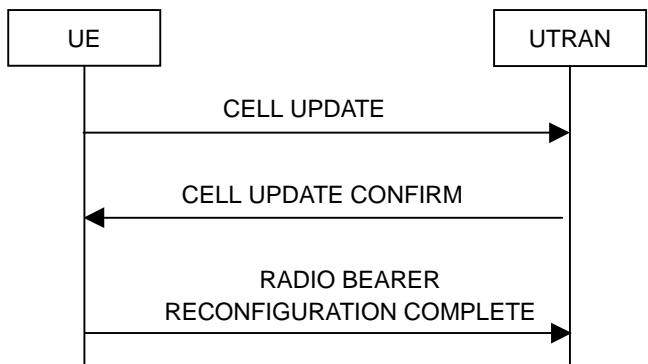 UE
UTRAN
CELL UPDATE
CELL UPDATE CONFIRM
RADIO BEARER
RECONFIGURATION COMPLETE